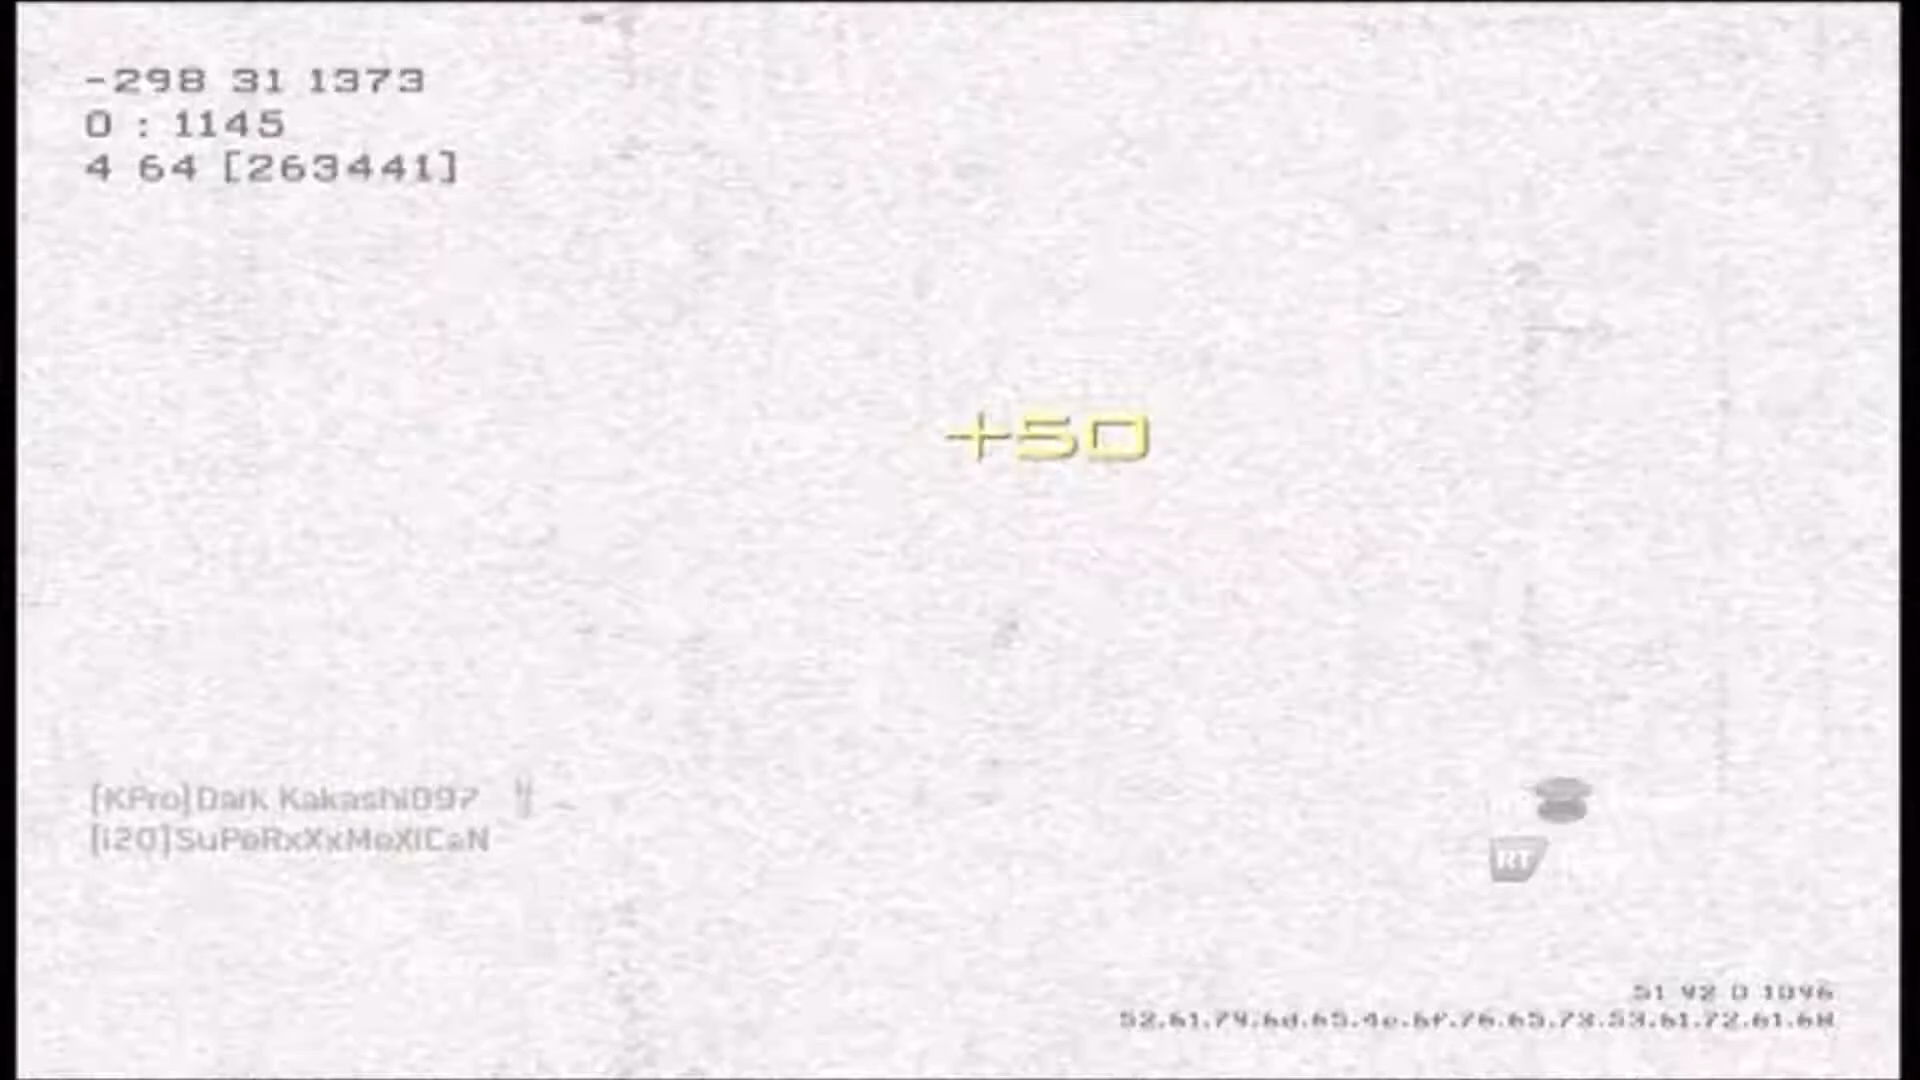 -298 31 1373
0 : 1145
4 64 [263441]
+50
[KPro]Dark Kakashi097
[i20]SuPeRxXxMeXICaN
RT
51 92 0 1096
52.61.79.6d.65.4c.6f.76.65.73.53.61.72.61.68